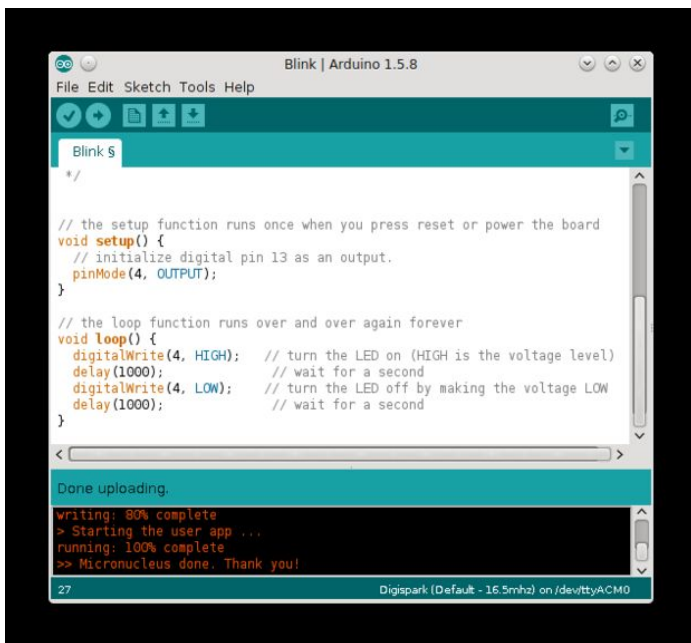 Blink | Arduino 1.5.8
File Edit Sketch Tools Help
Blink §
*/
// the setup function runs once when you press reset or power the board
void setup() {
  // initialize digital pin 13 as an output.
  pinMode(4, OUTPUT);
}
// the loop function runs over and over again forever
void loop() {
  digitalWrite(4, HIGH);   // turn the LED on (HIGH is the voltage level)
  delay(1000);              // wait for a second
  digitalWrite(4, LOW);    // turn the LED off by making the voltage LOW
  delay(1000);              // wait for a second
}
Done uploading.
writing: 80% complete
> Starting the user app ...
running: 100% complete
>> Micronucleus done. Thank you!
27 Digispark (Default - 16.5mhz) on /dev/ttyACM0